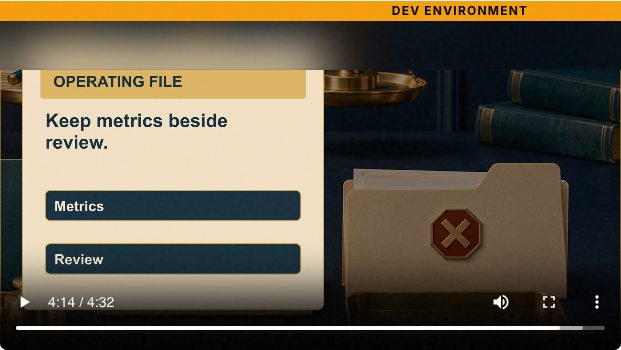 DEV ENVIRONMENT
OPERATING FILE
Keep metrics beside
review.
Metrics
Review
4:14 / 4:32